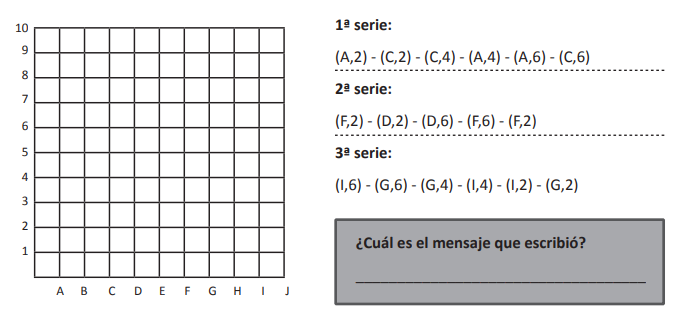 10
9
8
7
6
5
4
3
2
1
A B C D E F G H I J
1ª serie:
(A,2) - (C,2) - (C,4) - (A,4) - (A,6) - (C,6)
2ª serie:
(F,2) - (D,2) - (D,6) - (F,6) - (F,2)
3ª serie:
(I,6) - (G,6) - (G,4) - (I,4) - (I,2) - (G,2)
¿Cuál es el mensaje que escribió?